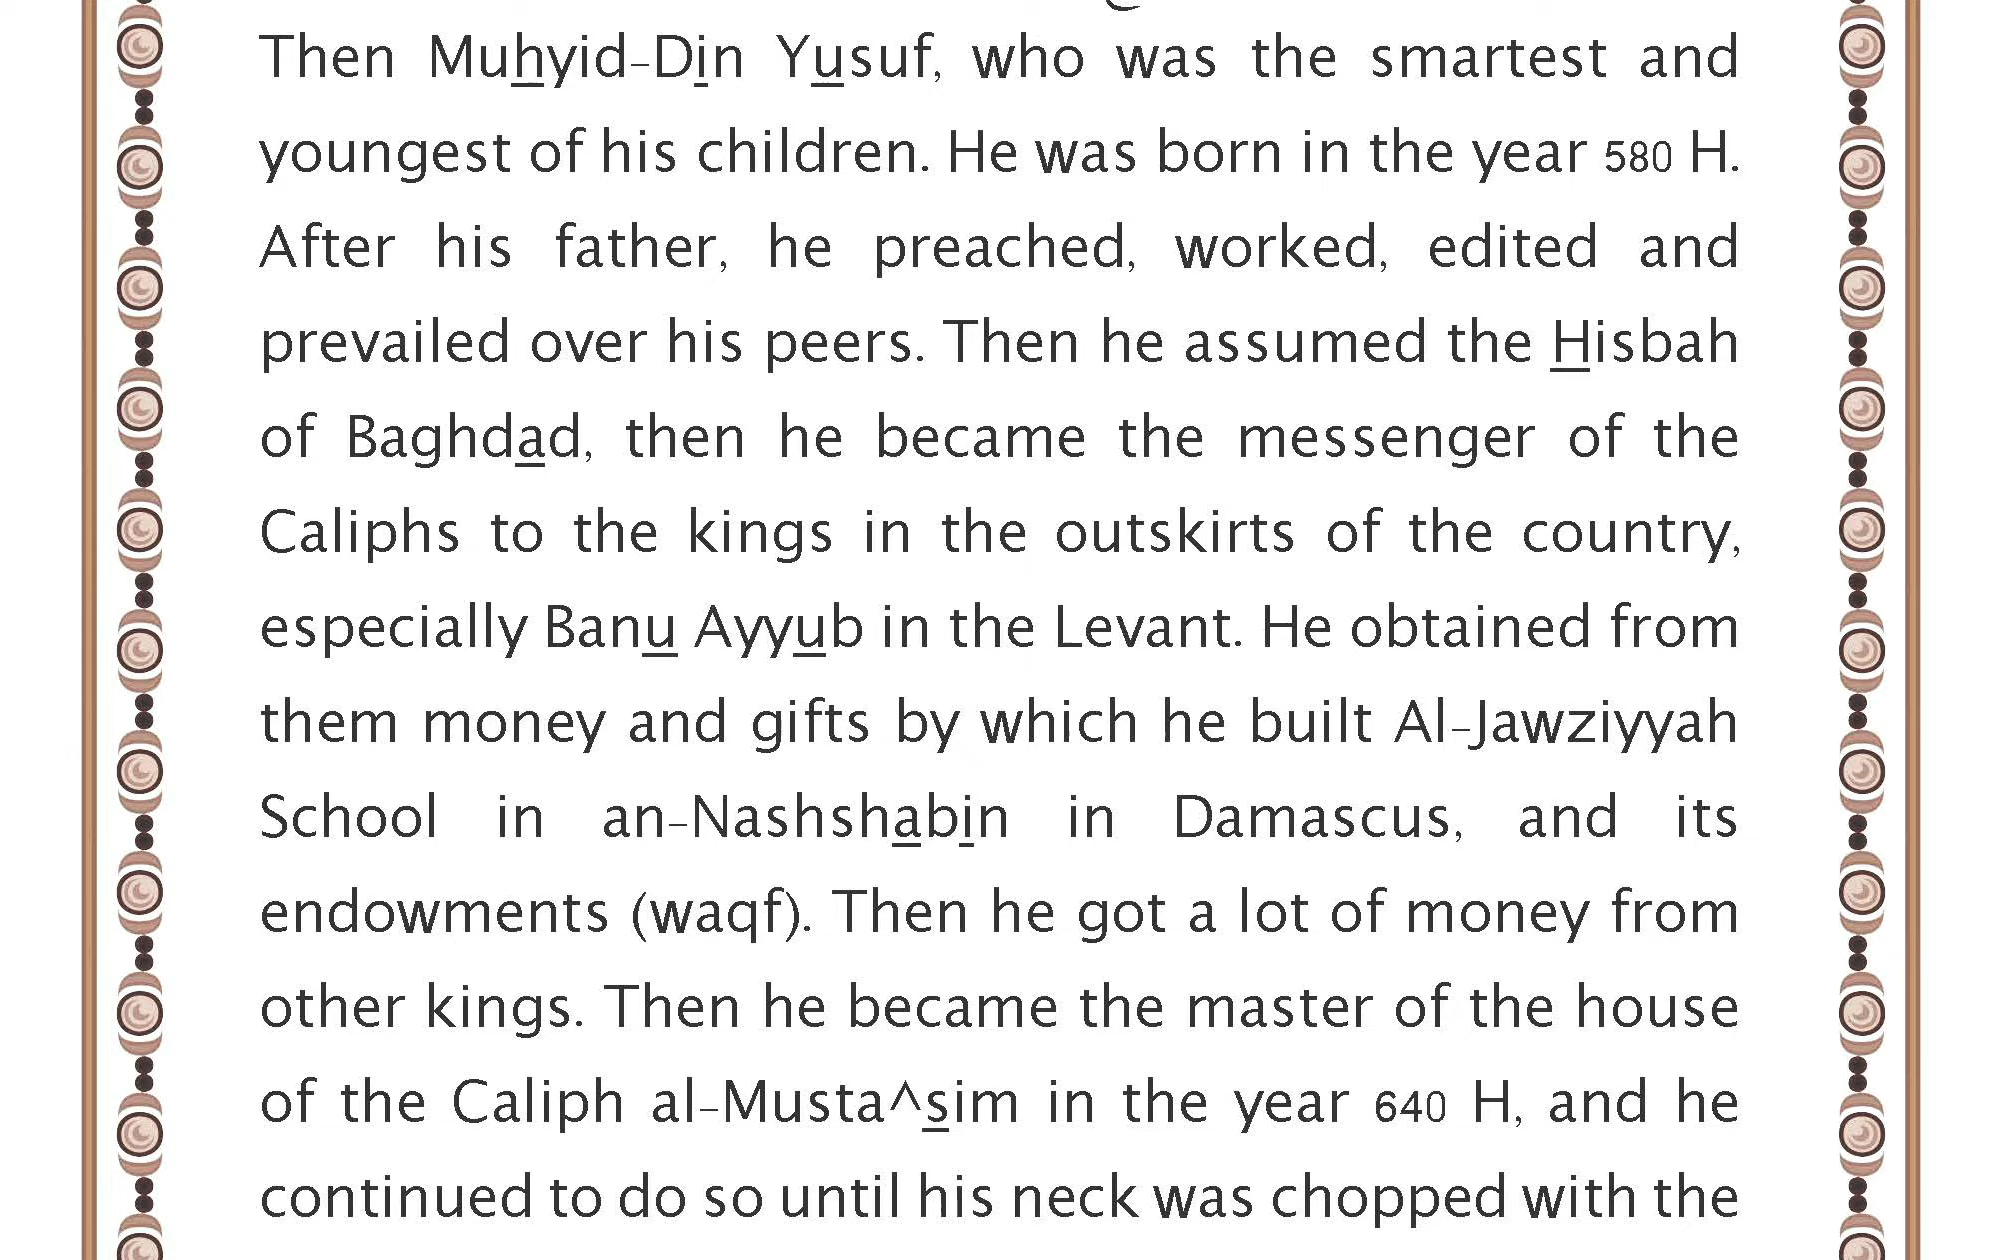 Then Muhyid-Din Yusuf, who was the smartest and
youngest of his children. He was born in the year 580 H.
After his father, he preached, worked, edited and
prevailed over his peers. Then he assumed the Hisbah
of Baghdad, then he became the messenger of the
Caliphs to the kings in the outskirts of the country,
especially Banu Ayyub in the Levant. He obtained from
them money and gifts by which he built Al-Jawziyyah
School in an-Nashshabin in Damascus, and its
endowments (waqf). Then he got a lot of money from
other kings. Then he became the master of the house
of the Caliph al-Musta^sim in the year 640 H, and he
continued to do so until his neck was chopped with the